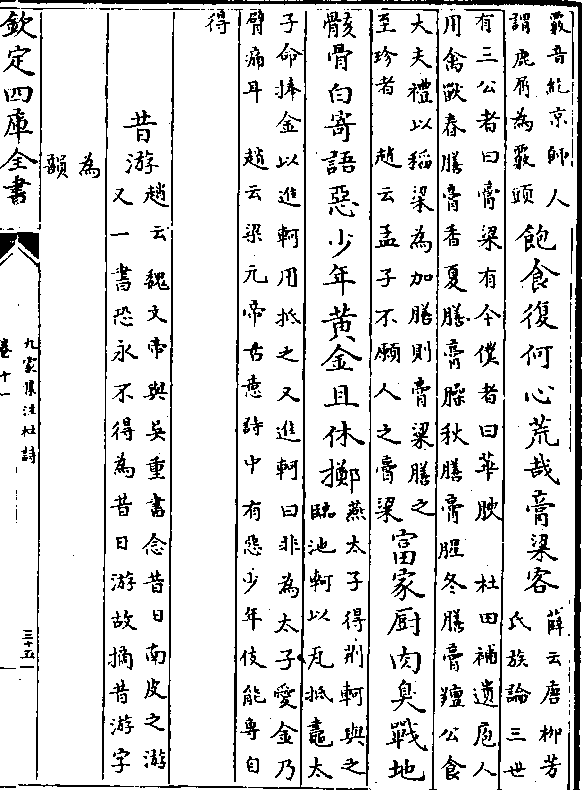 覈音紇京師人
謂麁屑為覈頭
飽食復何心荒哉膏粱客
薛云唐柳芳
氏族論三世
有三公者曰膏粱有令僕者曰華腴　杜田補遺庖人
用禽獸春膳膏香夏膳膏臊秋膳膏腥冬膳膏羶公食
大夫禮以稻粱為加膳則膏粱膳之
至珍者　趙云孟子不願人之膏粱
富家厨肉臭戰地
骸骨白寄語惡少年黄金且休擲
燕太子得荆軻與之
臨池軻以瓦抵鼃太
子命捧金以進軻用抵之又進軻曰非為太子愛金乃
臂痛耳　趙云梁元帝古意詩中有惡少年伎能專自
得
昔游
趙云魏文帝與吳重書念昔日南皮之游
又一書恐永不得為昔日游故摘昔游字
為
韻
欽定四庫全書
九家集注杜詩
卷十一
三十五